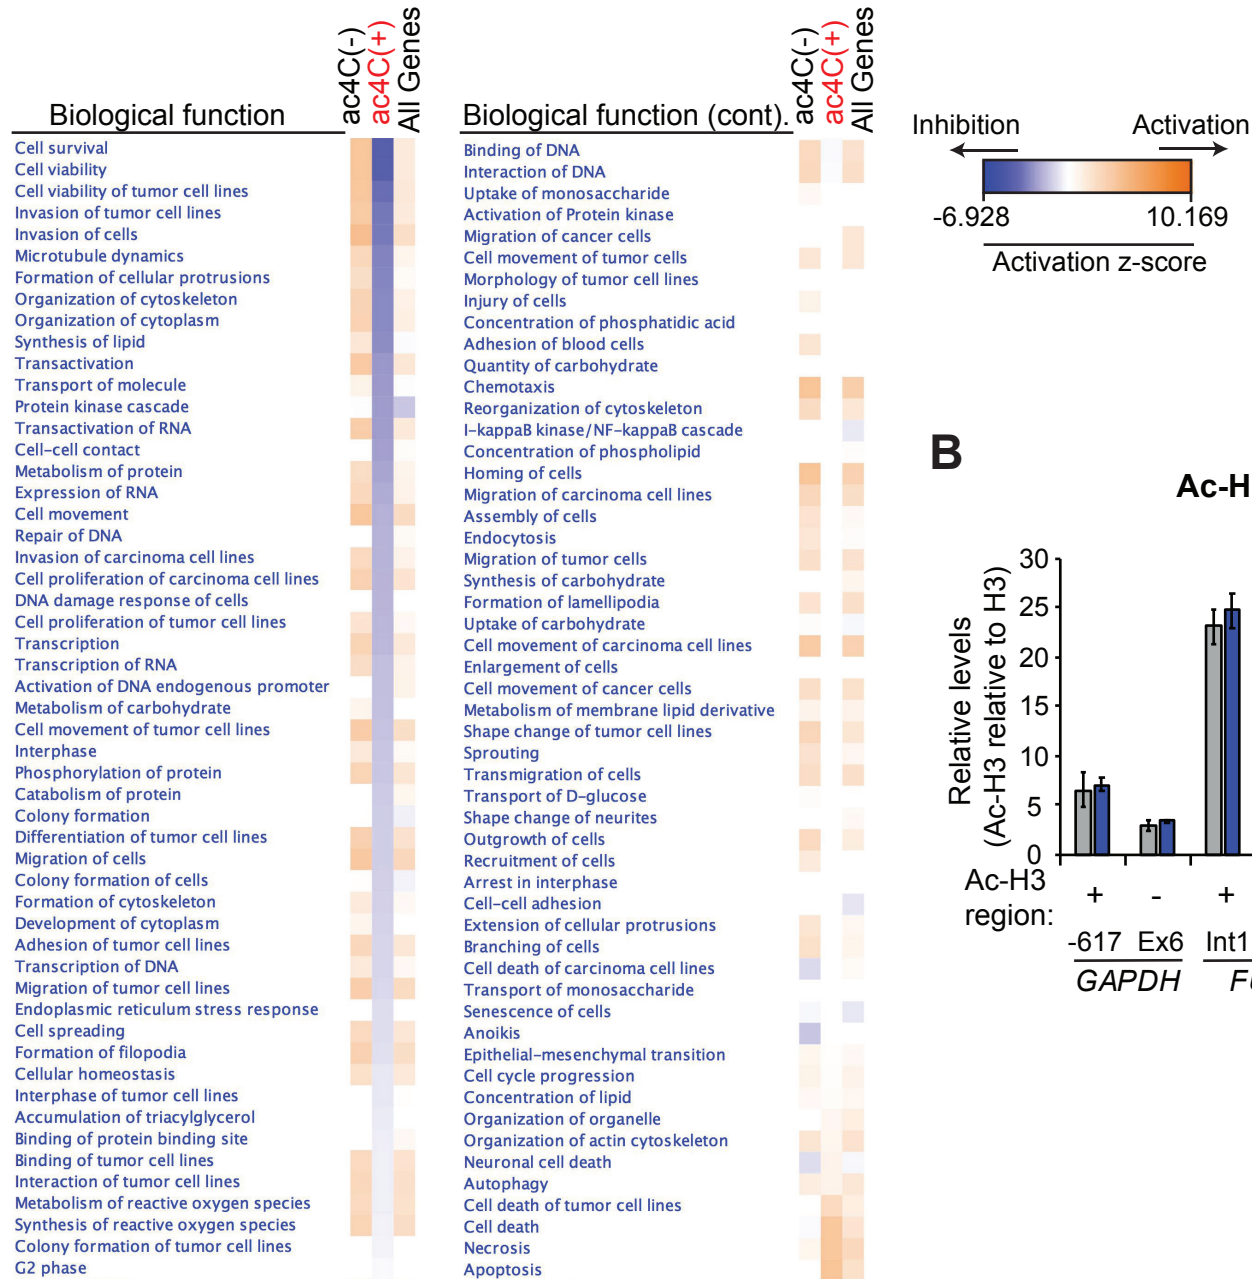 ac4C(-)
ac4C(+)
All Genes
Biological function
Cell survival
Cell viability
Cell viability of tumor cell lines
Invasion of tumor cell lines
Invasion of cells
Microtubule dynamics
Formation of cellular protrusions
Organization of cytoskeleton
Organization of cytoplasm
Synthesis of lipid
Transactivation
Transport of molecule
Protein kinase cascade
Transactivation of RNA
Cell-cell contact
Metabolism of protein
Expression of RNA
Cell movement
Repair of DNA
Invasion of carcinoma cell lines
Cell proliferation of carcinoma cell lines
DNA damage response of cells
Cell proliferation of tumor cell lines
Transcription
Transcription of RNA
Activation of DNA endogenous promoter
Metabolism of carbohydrate
Cell movement of tumor cell lines
Interphase
Phosphorylation of protein
Catabolism of protein
Colony formation
Differentiation of tumor cell lines
Migration of cells
Colony formation of cells
Formation of cytoskeleton
Development of cytoplasm
Adhesion of tumor cell lines
Transcription of DNA
Migration of tumor cell lines
Endoplasmic reticulum stress response
Cell spreading
Formation of filopodia
Cellular homeostasis
Interphase of tumor cell lines
Accumulation of triacylglycerol
Binding of protein binding site
Binding of tumor cell lines
Interaction of tumor cell lines
Metabolism of reactive oxygen species
Synthesis of reactive oxygen species
Colony formation of tumor cell lines
G2 phase
ac4C(-)
ac4C(+)
All Genes
Biological function (cont).
Binding of DNA
Interaction of DNA
Uptake of monosaccharide
Activation of Protein kinase
Migration of cancer cells
Cell movement of tumor cells
Morphology of tumor cell lines
Injury of cells
Concentration of phosphatidic acid
Adhesion of blood cells
Quantity of carbohydrate
Chemotaxis
Reorganization of cytoskeleton
I-kappaB kinase/NF-kappaB cascade
Concentration of phospholipid
Homing of cells
Migration of carcinoma cell lines
Assembly of cells
Endocytosis
Migration of tumor cells
Synthesis of carbohydrate
Formation of lamellipodia
Uptake of carbohydrate
Cell movement of carcinoma cell lines
Enlargement of cells
Cell movement of cancer cells
Metabolism of membrane lipid derivative
Shape change of tumor cell lines
Sprouting
Transmigration of cells
Transport of D-glucose
Shape change of neurites
Outgrowth of cells
Recruitment of cells
Arrest in interphase
Cell-cell adhesion
Extension of cellular protrusions
Branching of cells
Cell death of carcinoma cell lines
Transport of monosaccharide
Senescence of cells
Anoikis
Epithelial-mesenchymal transition
Cell cycle progression
Concentration of lipid
Organization of organelle
Organization of actin cytoskeleton
Neuronal cell death
Autophagy
Cell death of tumor cell lines
Cell death
Necrosis
Apoptosis
Inhibition Activation
-6.928 10.169
Activation z-score
B
Ac-H
Relative levels
(Ac-H3 relative to H3)
30
25
20
15
10
5
0
Ac-H3
region:
+ - +
-617 Ex6 Int1
GAPDH